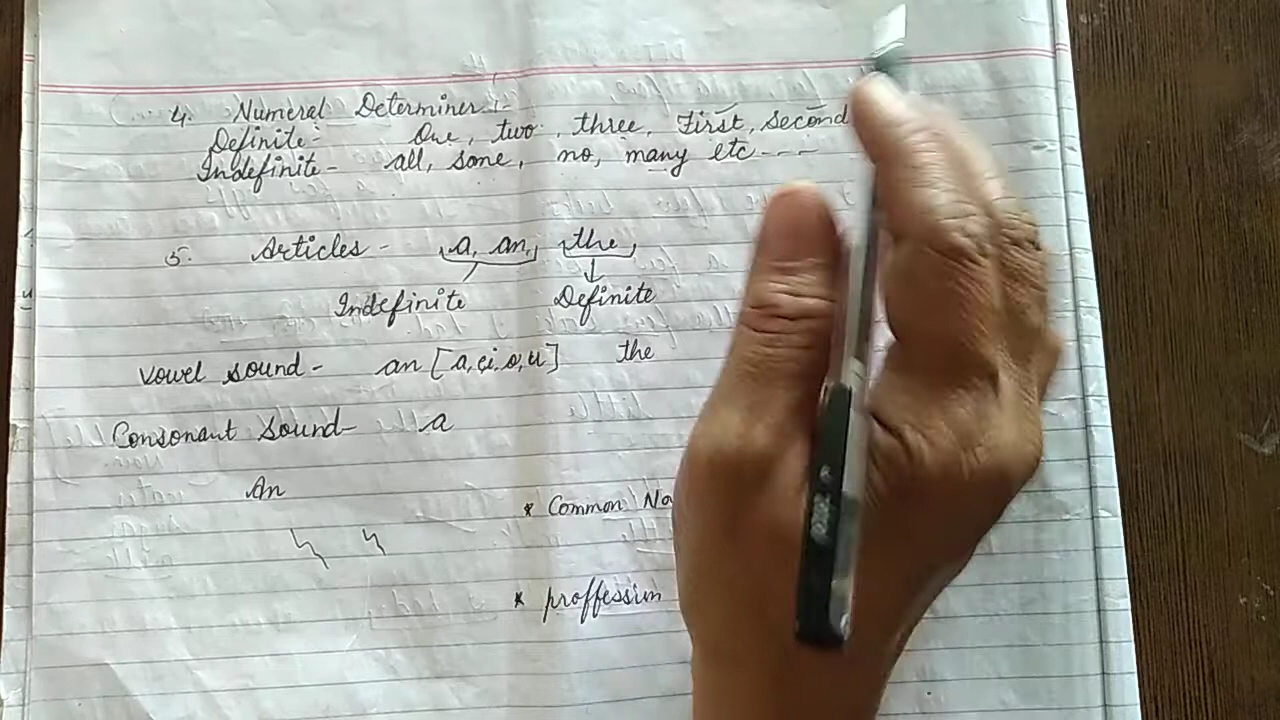 4. Numeral Determiner :-
Definite :- One, two, three, First, Second
Indefinite - all, some, no, many etc ----
5. Articles - a, an, the,
Indefinite Definite
Vowel Sound - an [a, e, i, o, u] the
Consonant Sound - a
An
* Common No
* proffession